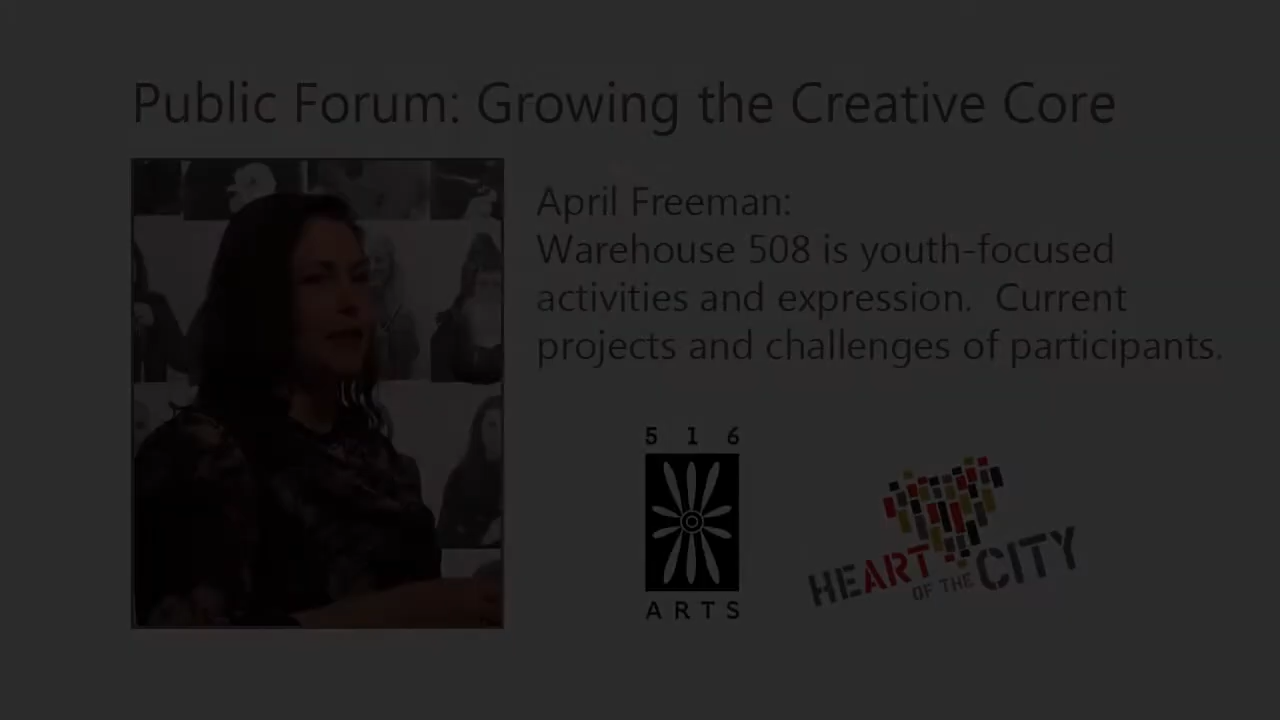 Public Forum: Growing the Creative Core
April Freeman:
Warehouse 508 is youth-focused
activities and expression.  Current
projects and challenges of participants.
5 1 6
ARTS
HEART
OF THE CITY